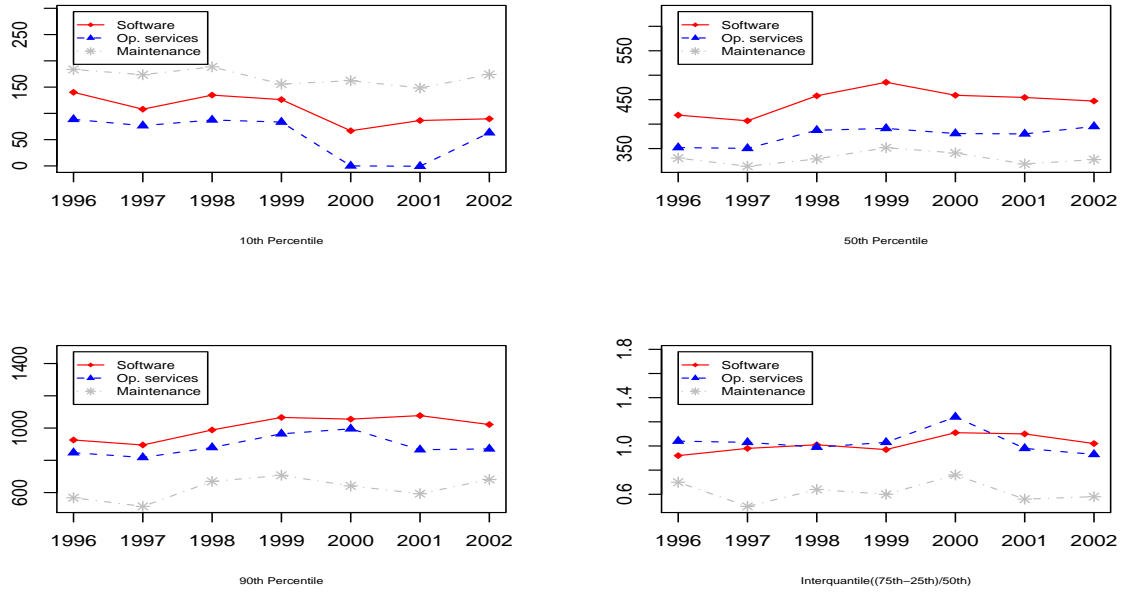 Software
Op. services
Maintenance
250
150
50
0
1996 1997 1998 1999 2000 2001 2002
10th Percentile
Software
Op. services
Maintenance
550
450
350
1996 1997 1998 1999 2000 2001 2002
50th Percentile
Software
Op. services
Maintenance
1400
1000
600
1996 1997 1998 1999 2000 2001 2002
90th Percentile
Software
Op. services
Maintenance
1.8
1.4
1.0
0.6
1996 1997 1998 1999 2000 2001 2002
Interquantile((75th−25th)/50th)